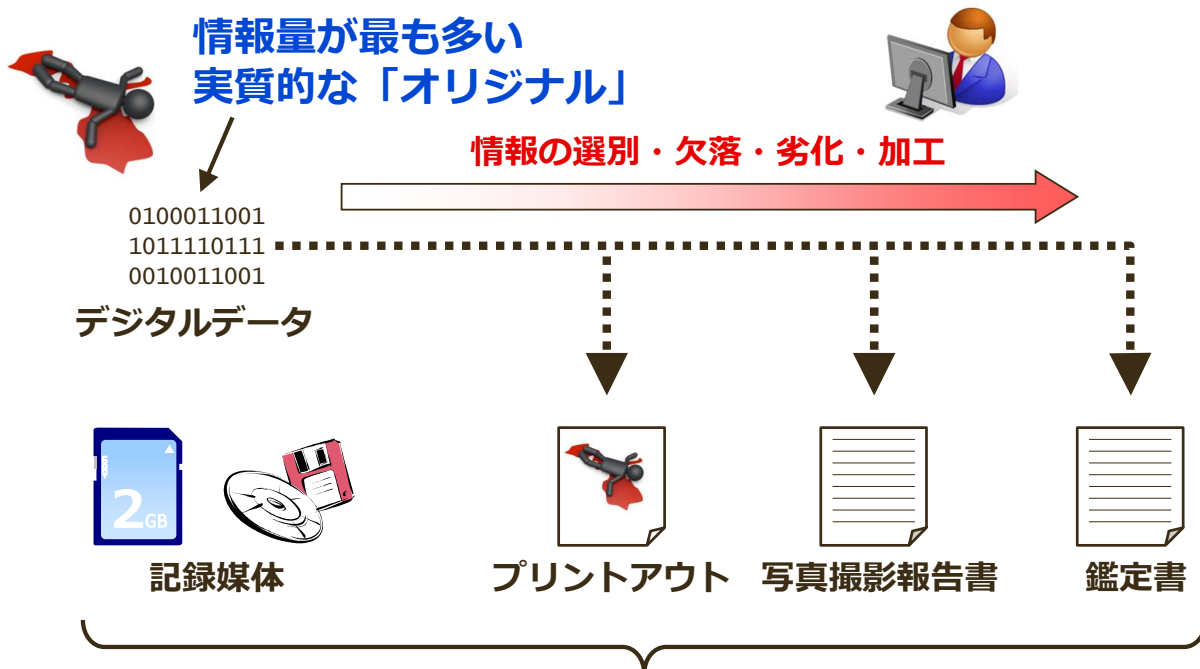 情報量が最も多い
実質的な「オリジナル」
情報の選別・欠落・劣化・加工
0100011001
1011110111
0010011001
デジタルデータ
2GB
記録媒体
プリントアウト
写真撮影報告書
鑑定書